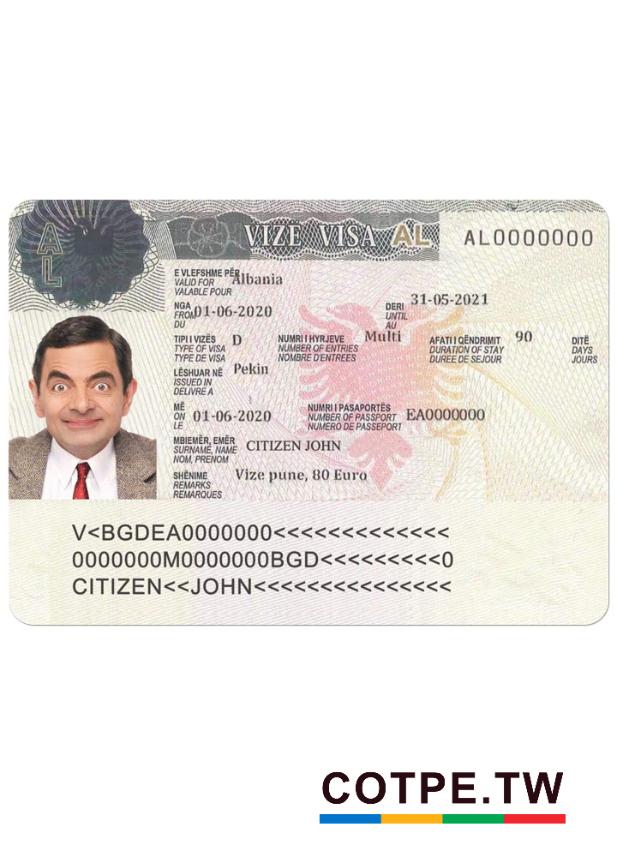 AL
VIZE VISA AL AL0000000
E VLEFSHME PËR
VALID FOR
VALABLE POUR
Albania
NGA
FROM
DU
01-06-2020
DERI
UNTIL
AU
31-05-2021
TIPI I VIZËS
TYPE OF VISA
TYPE DE VISA
D
NUMRI I HYRJEVE
NUMBER OF ENTRIES
NOMBRE D'ENTREES
Multi
AFATI I QËNDRIMIT
DURATION OF STAY
DUREE DE SEJOUR
90
DITË
DAYS
JOURS
LËSHUAR NË
ISSUED IN
DELIVRE A
Pekin
MË
ON
LE
01-06-2020
NUMRI I PASAPORTËS
NUMBER OF PASSPORT
NUMERO DE PASSEPORT
EA0000000
MBIEMËR, EMËR
SURNAME, NAME
NOM, PRENOM
CITIZEN JOHN
SHËNIME
REMARKS
REMARQUES
Vize pune, 80 Euro
V<BGDEA0000000<<<<<<<<<<<<<
0000000M0000000BGD<<<<<<<<<0
CITIZEN<<JOHN<<<<<<<<<<<<<<<
COTPE.TW